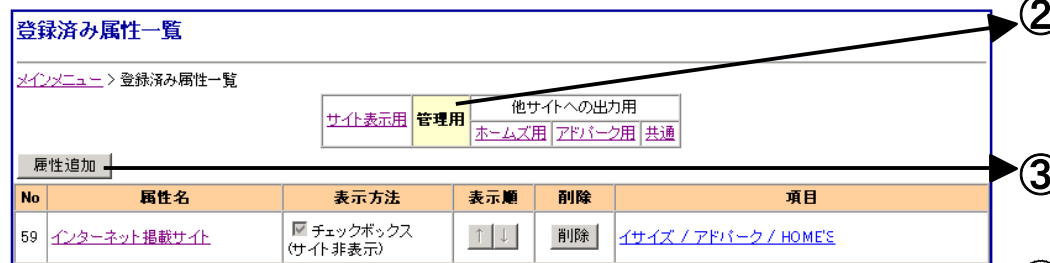 登録済み属性一覧
②
メインメニュー > 登録済み属性一覧
サイト表示用 管理用 他サイトへの出力用
ホームズ用 アドパーク用 共通
属性追加
③
No 属性名 表示方法 表示順 削除 項目
59 インターネット掲載サイト チェックボックス ↑ ↓ 削除 イサイズ / アドパーク / HOME'S
(サイト非表示)